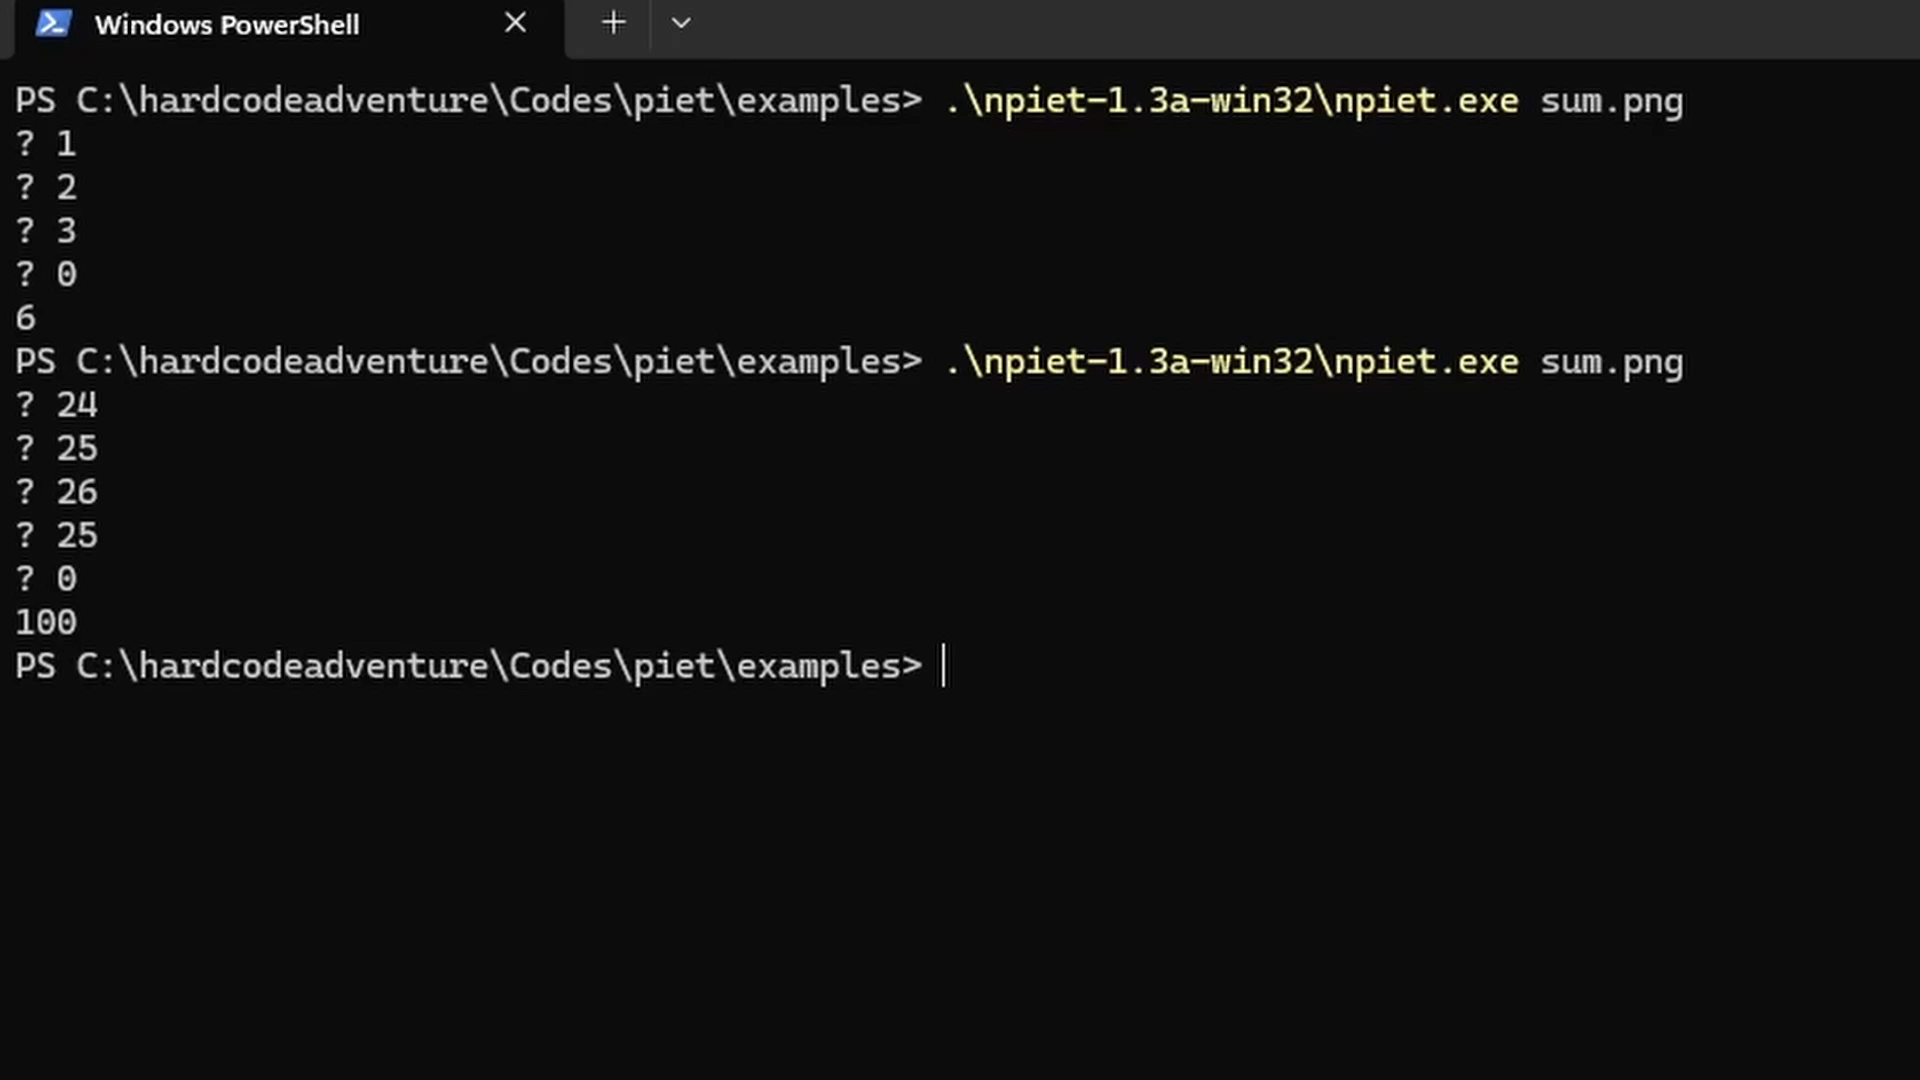 Windows PowerShell
PS C:\hardcodeadventure\Codes\piet\examples> .\npiet-1.3a-win32\npiet.exe sum.png
? 1
? 2
? 3
? 0
6
PS C:\hardcodeadventure\Codes\piet\examples> .\npiet-1.3a-win32\npiet.exe sum.png
? 24
? 25
? 26
? 25
? 0
100
PS C:\hardcodeadventure\Codes\piet\examples>